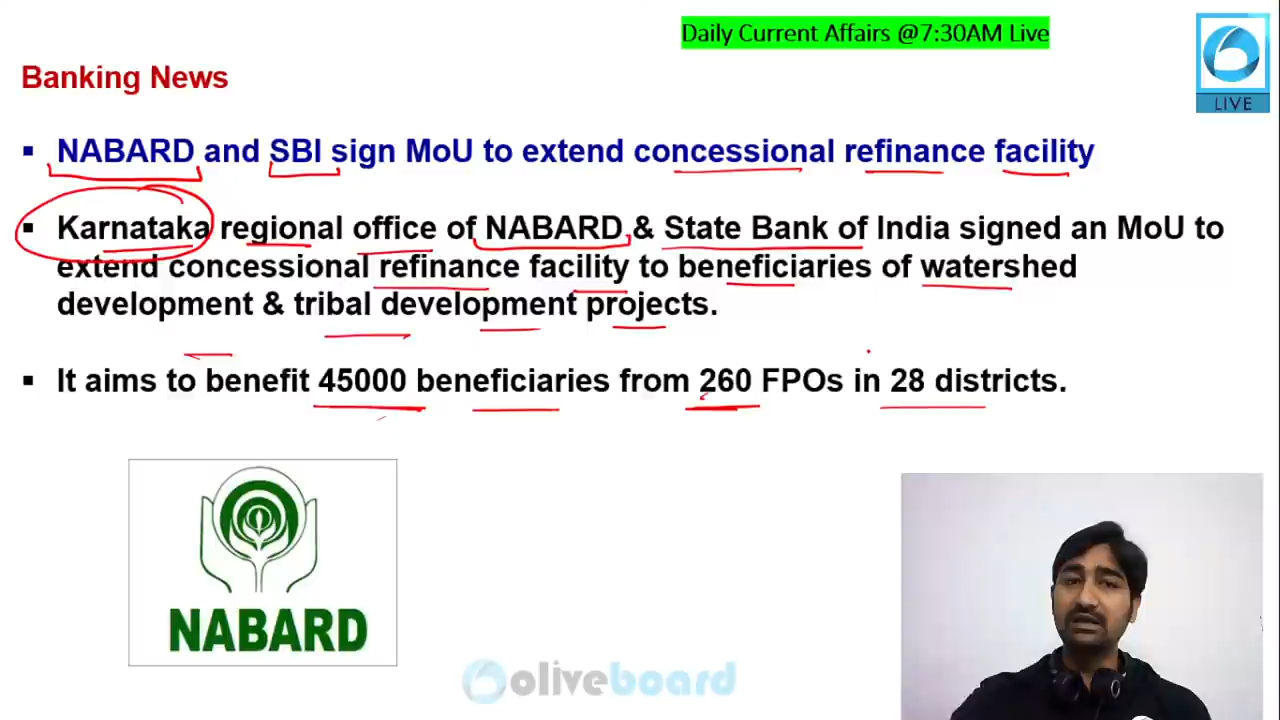 Daily Current Affairs @7:30AM Live
LIVE
Banking News
▪ NABARD and SBI sign MoU to extend concessional refinance facility
▪ Karnataka regional office of NABARD & State Bank of India signed an MoU to
extend concessional refinance facility to beneficiaries of watershed
development & tribal development projects.
▪ It aims to benefit 45000 beneficiaries from 260 FPOs in 28 districts.
NABARD
oliveboard